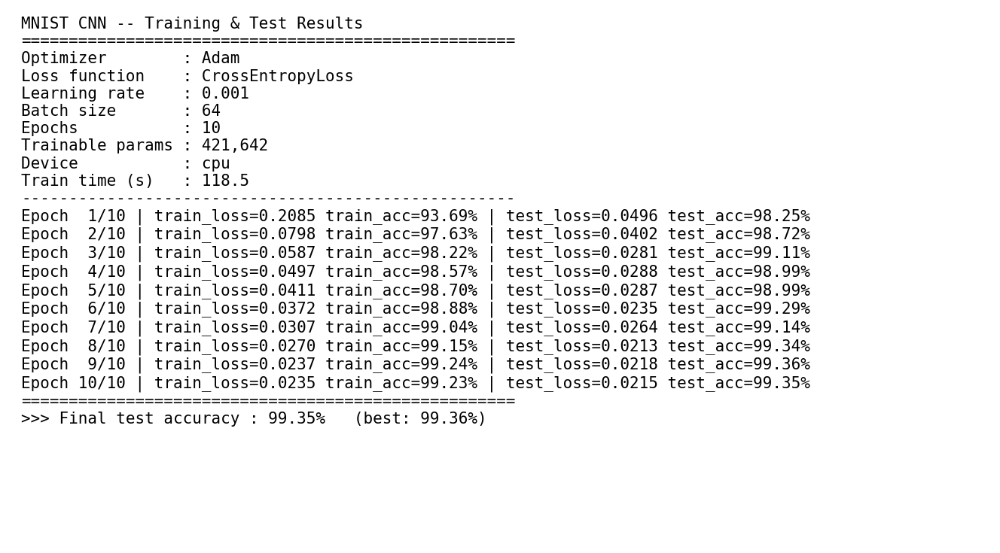 MNIST CNN -- Training & Test Results
====================================================
Optimizer        : Adam
Loss function    : CrossEntropyLoss
Learning rate    : 0.001
Batch size       : 64
Epochs           : 10
Trainable params : 421,642
Device           : cpu
Train time (s)   : 118.5
----------------------------------------------------
Epoch  1/10 | train_loss=0.2085 train_acc=93.69% | test_loss=0.0496 test_acc=98.25%
Epoch  2/10 | train_loss=0.0798 train_acc=97.63% | test_loss=0.0402 test_acc=98.72%
Epoch  3/10 | train_loss=0.0587 train_acc=98.22% | test_loss=0.0281 test_acc=99.11%
Epoch  4/10 | train_loss=0.0497 train_acc=98.57% | test_loss=0.0288 test_acc=98.99%
Epoch  5/10 | train_loss=0.0411 train_acc=98.70% | test_loss=0.0287 test_acc=98.99%
Epoch  6/10 | train_loss=0.0372 train_acc=98.88% | test_loss=0.0235 test_acc=99.29%
Epoch  7/10 | train_loss=0.0307 train_acc=99.04% | test_loss=0.0264 test_acc=99.14%
Epoch  8/10 | train_loss=0.0270 train_acc=99.15% | test_loss=0.0213 test_acc=99.34%
Epoch  9/10 | train_loss=0.0237 train_acc=99.24% | test_loss=0.0218 test_acc=99.36%
Epoch 10/10 | train_loss=0.0235 train_acc=99.23% | test_loss=0.0215 test_acc=99.35%
====================================================
>>> Final test accuracy : 99.35%   (best: 99.36%)